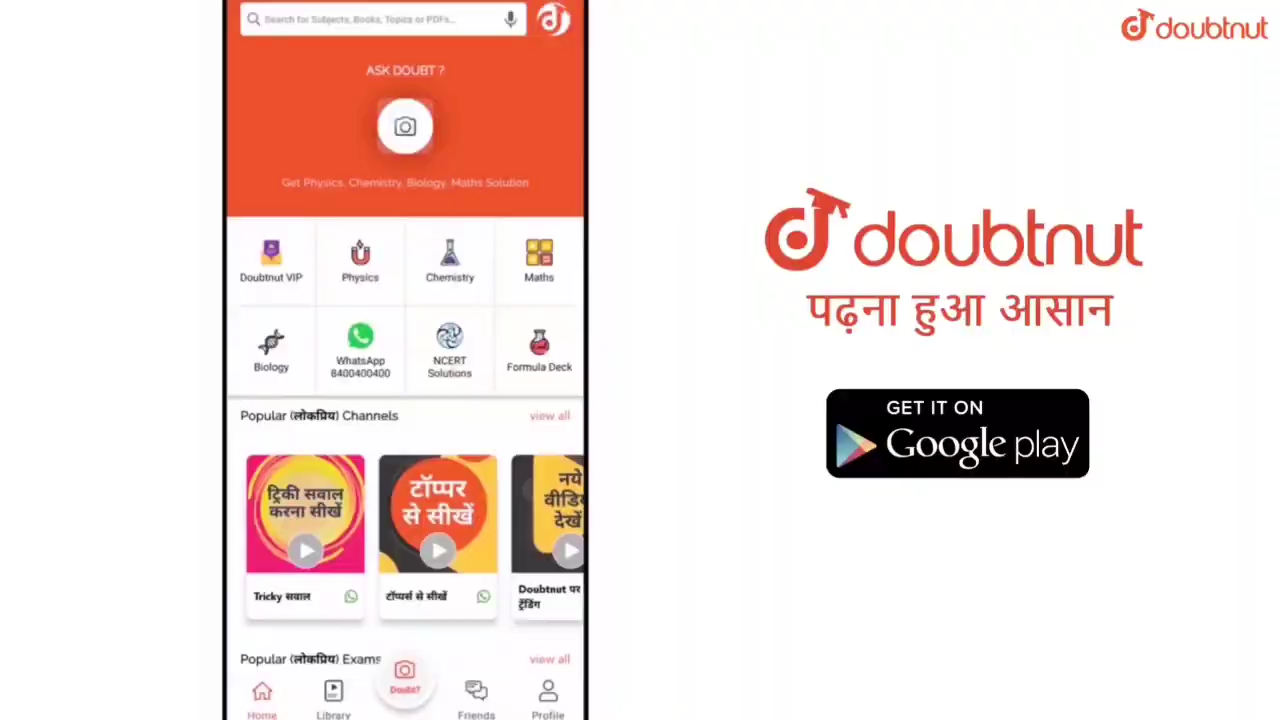 Search for Subjects, Books, Topics or PDFs...
doubtnut
ASK DOUBT ?
Get Physics, Chemistry, Biology, Maths Solution
doubtnut
पढ़ना हुआ आसान
GET IT ON
Google play
Doubtnut VIP
Physics
Chemistry
Maths
Biology
WhatsApp
8400400400
NCERT
Solutions
Formula Deck
Popular (लोकप्रिय) Channels
view all
ट्रिकी सवाल
करना सीखें
टॉप्पर
से सीखें
नये
वीडि
देखें
Tricky सवाल
टॉप्पर्स से सीखें
Doubtnut पर
ट्रेंडिंग
Popular (लोकप्रिय) Exams
view all
Doubt?
Home
Library
Friends
Profile